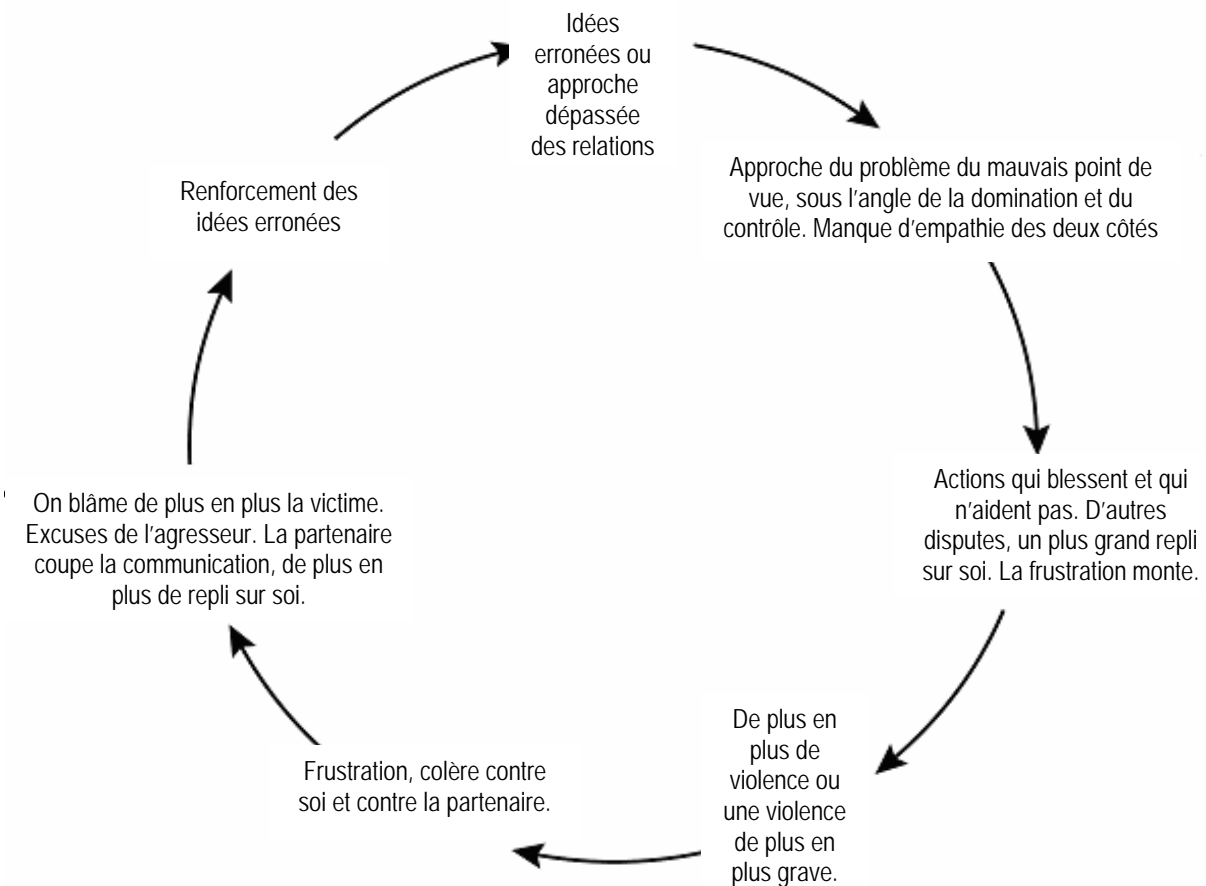 Idées
erronées ou
approche
dépassée
des relations
Approche du problème du mauvais point de
vue, sous l’angle de la domination et du
contrôle. Manque d’empathie des deux côtés
Actions qui blessent et qui
n’aident pas. D’autres
disputes, un plus grand repli
sur soi. La frustration monte.
De plus en
plus de
violence ou
une violence
de plus en
plus grave.
Frustration, colère contre
soi et contre la partenaire.
On blâme de plus en plus la victime.
Excuses de l’agresseur. La partenaire
coupe la communication, de plus en
plus de repli sur soi.
Renforcement des
idées erronées